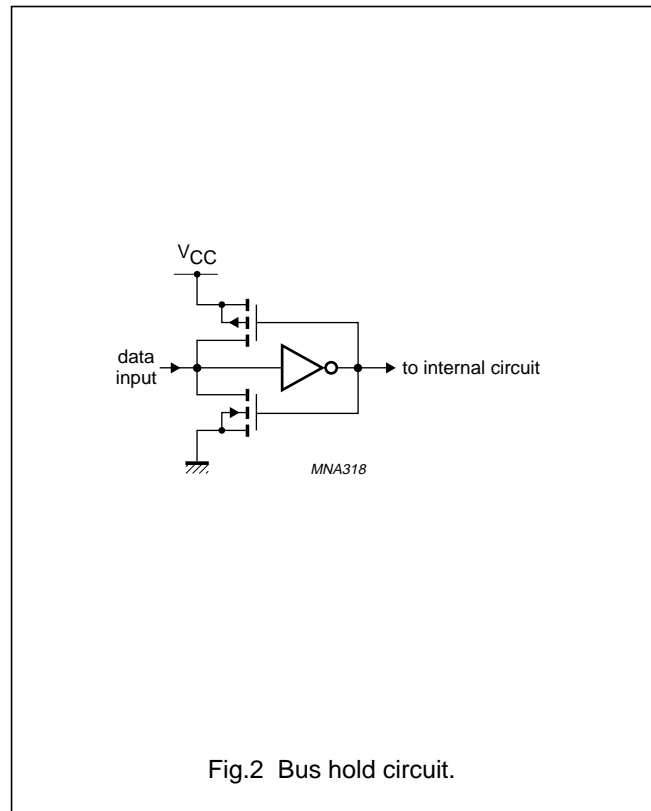 VCC
data
input
to internal circuit
MNA318
Fig.2 Bus hold circuit.